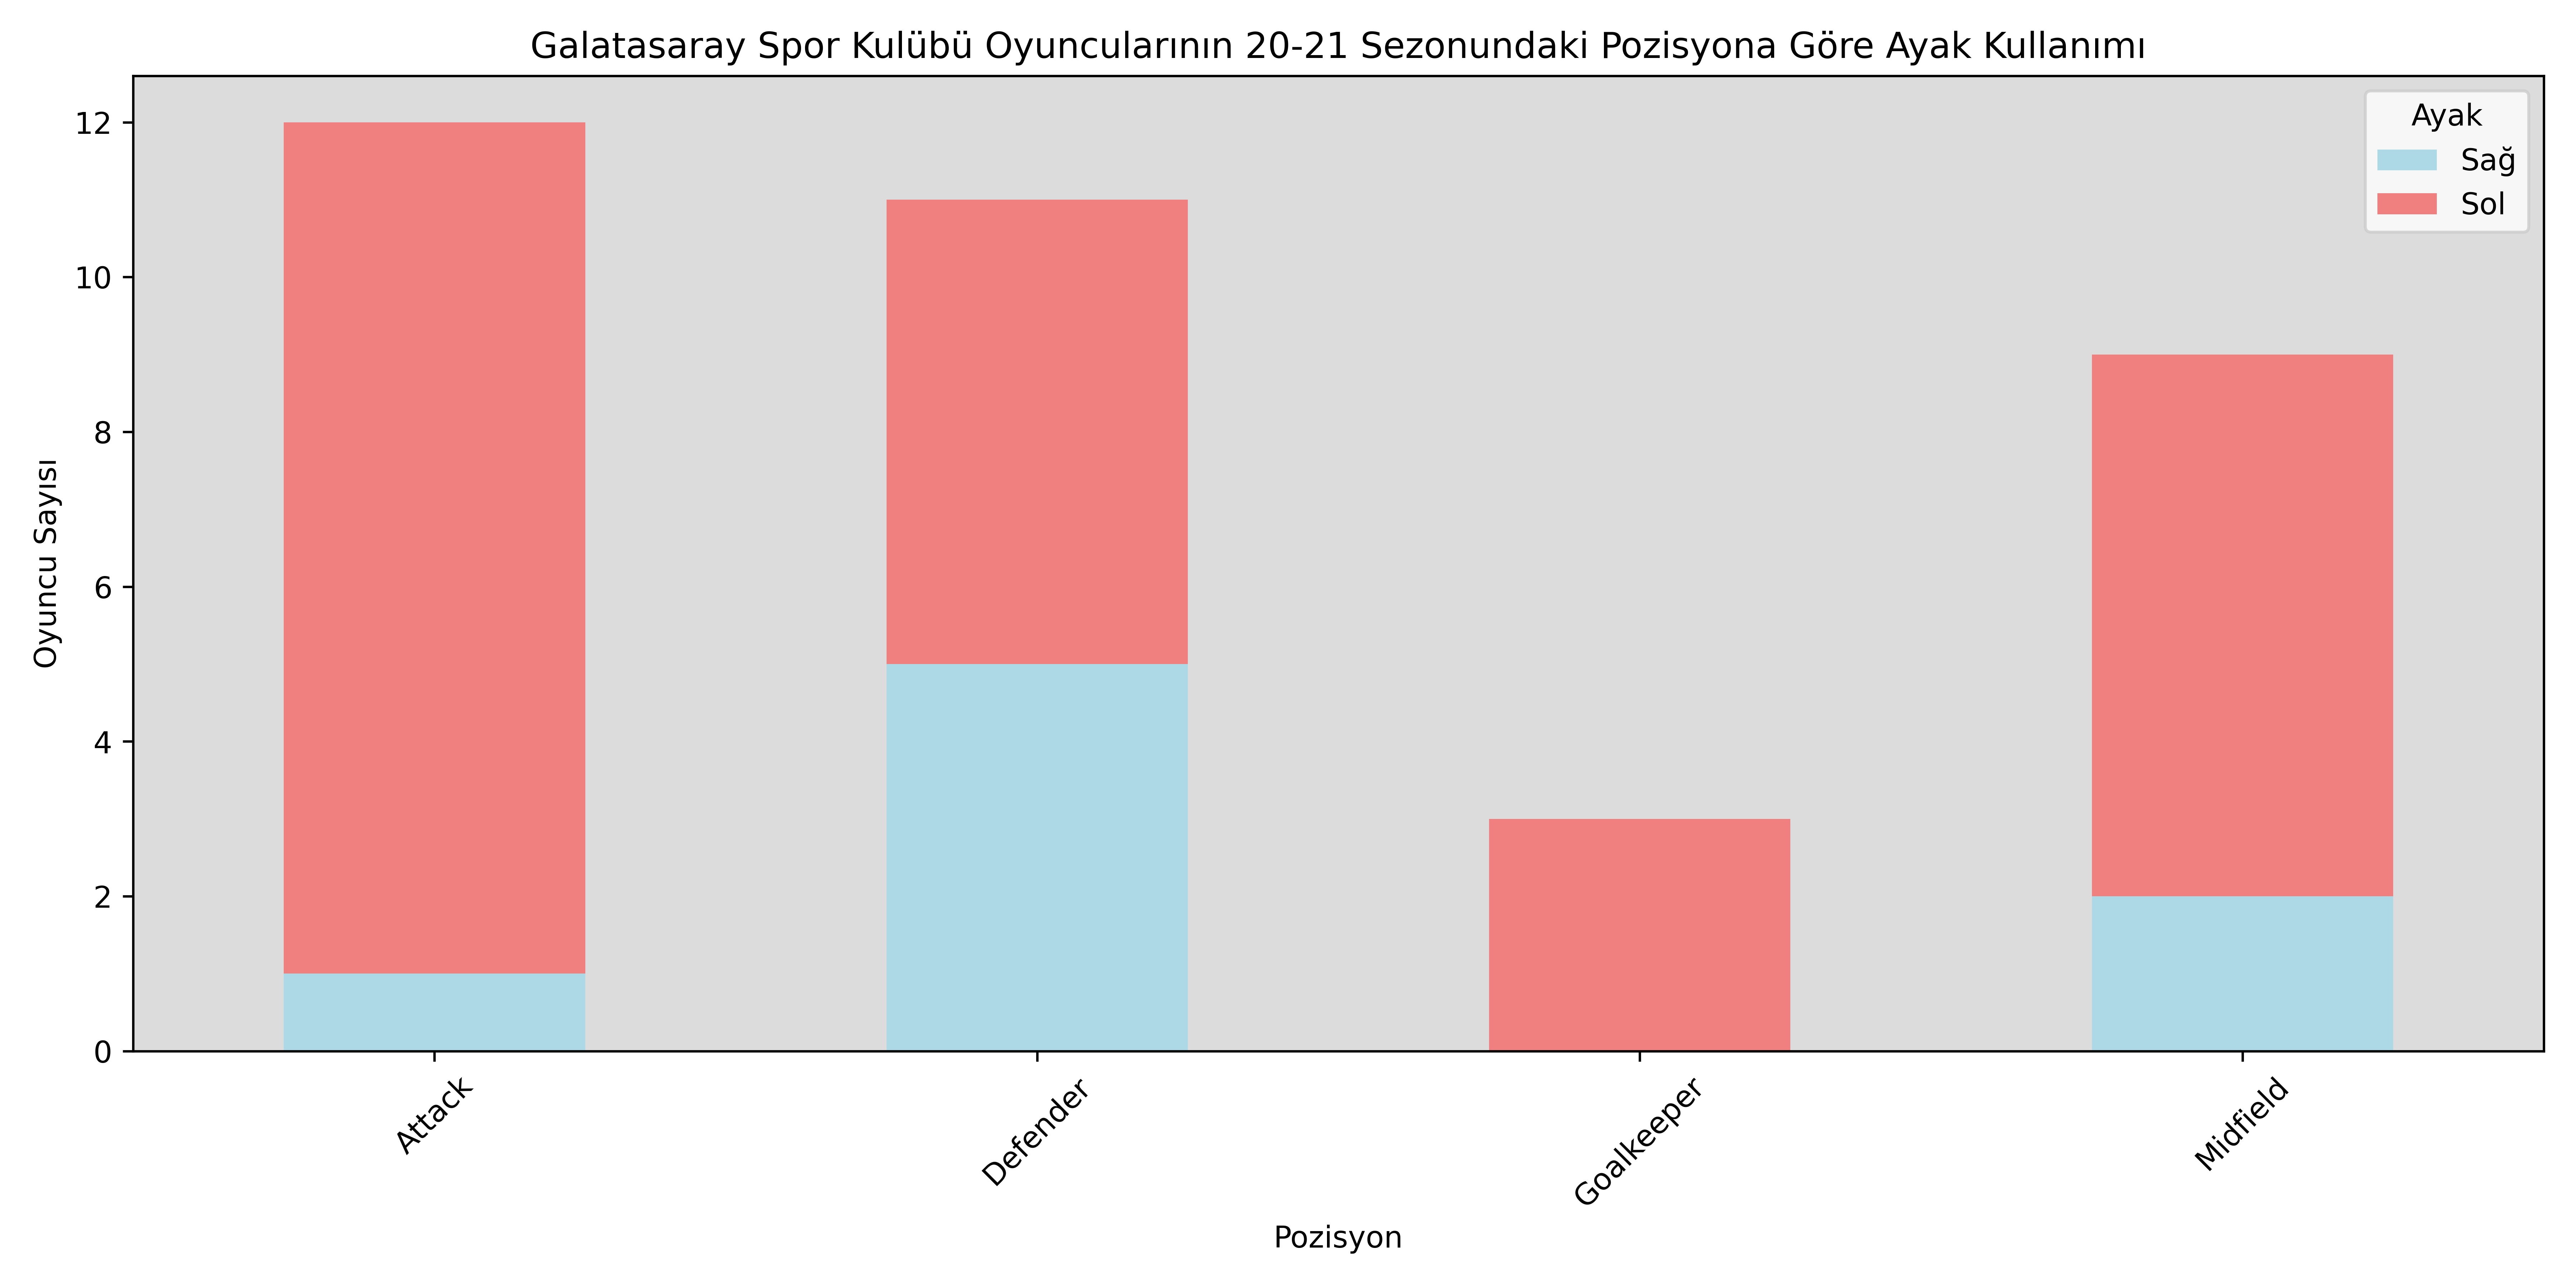 Galatasaray Spor Kulübü Oyuncularının 20-21 Sezonundaki Pozisyona Göre Ayak Kullanımı
Ayak
Sağ
Sol
Oyuncu Sayısı
12
10
8
6
4
2
0
Attack
Defender
Goalkeeper
Midfield
Pozisyon